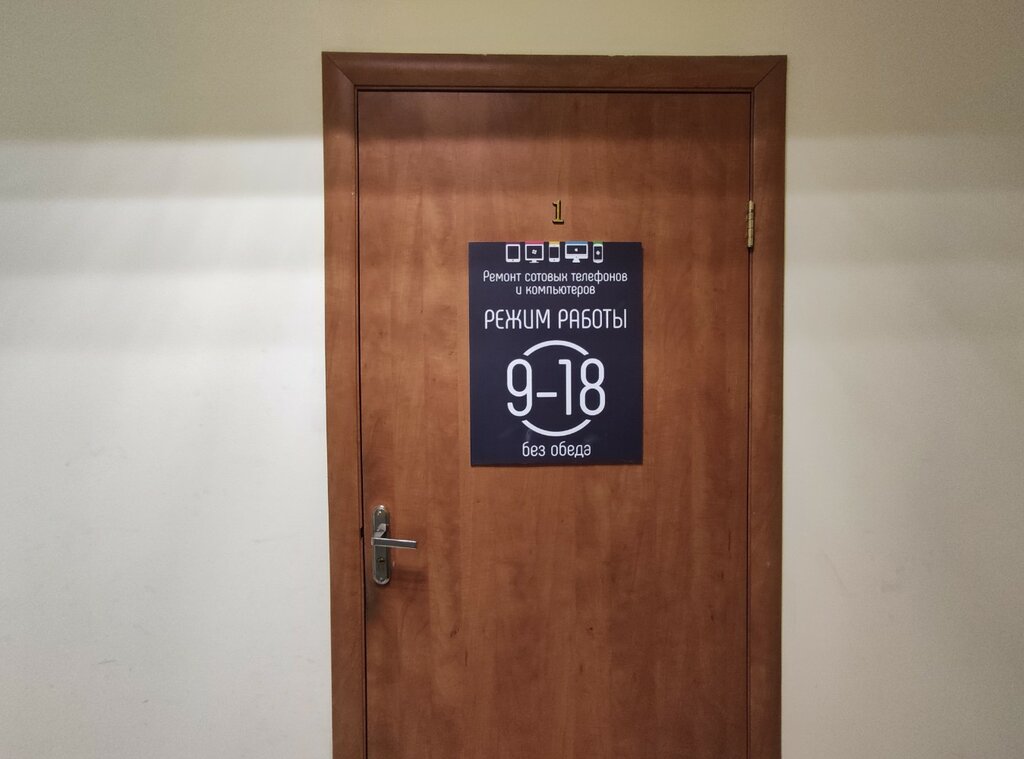 1
Ремонт сотовых телефонов
и компьютеров
РЕЖИМ РАБОТЫ
9-18
без обеда